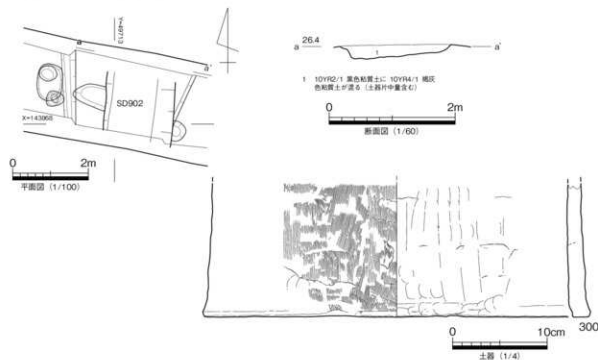 Y=49713
a
a'
SD902
X=143968
0
2m
平面図（1/100）
26.4
a
a'
1
1 10YR2/1 黒色粘質土に 10YR4/1 褐灰
色粘質土が混る（土器片中量含む）
0
2m
断面図（1/60）
300
0
10cm
土器（1/4）